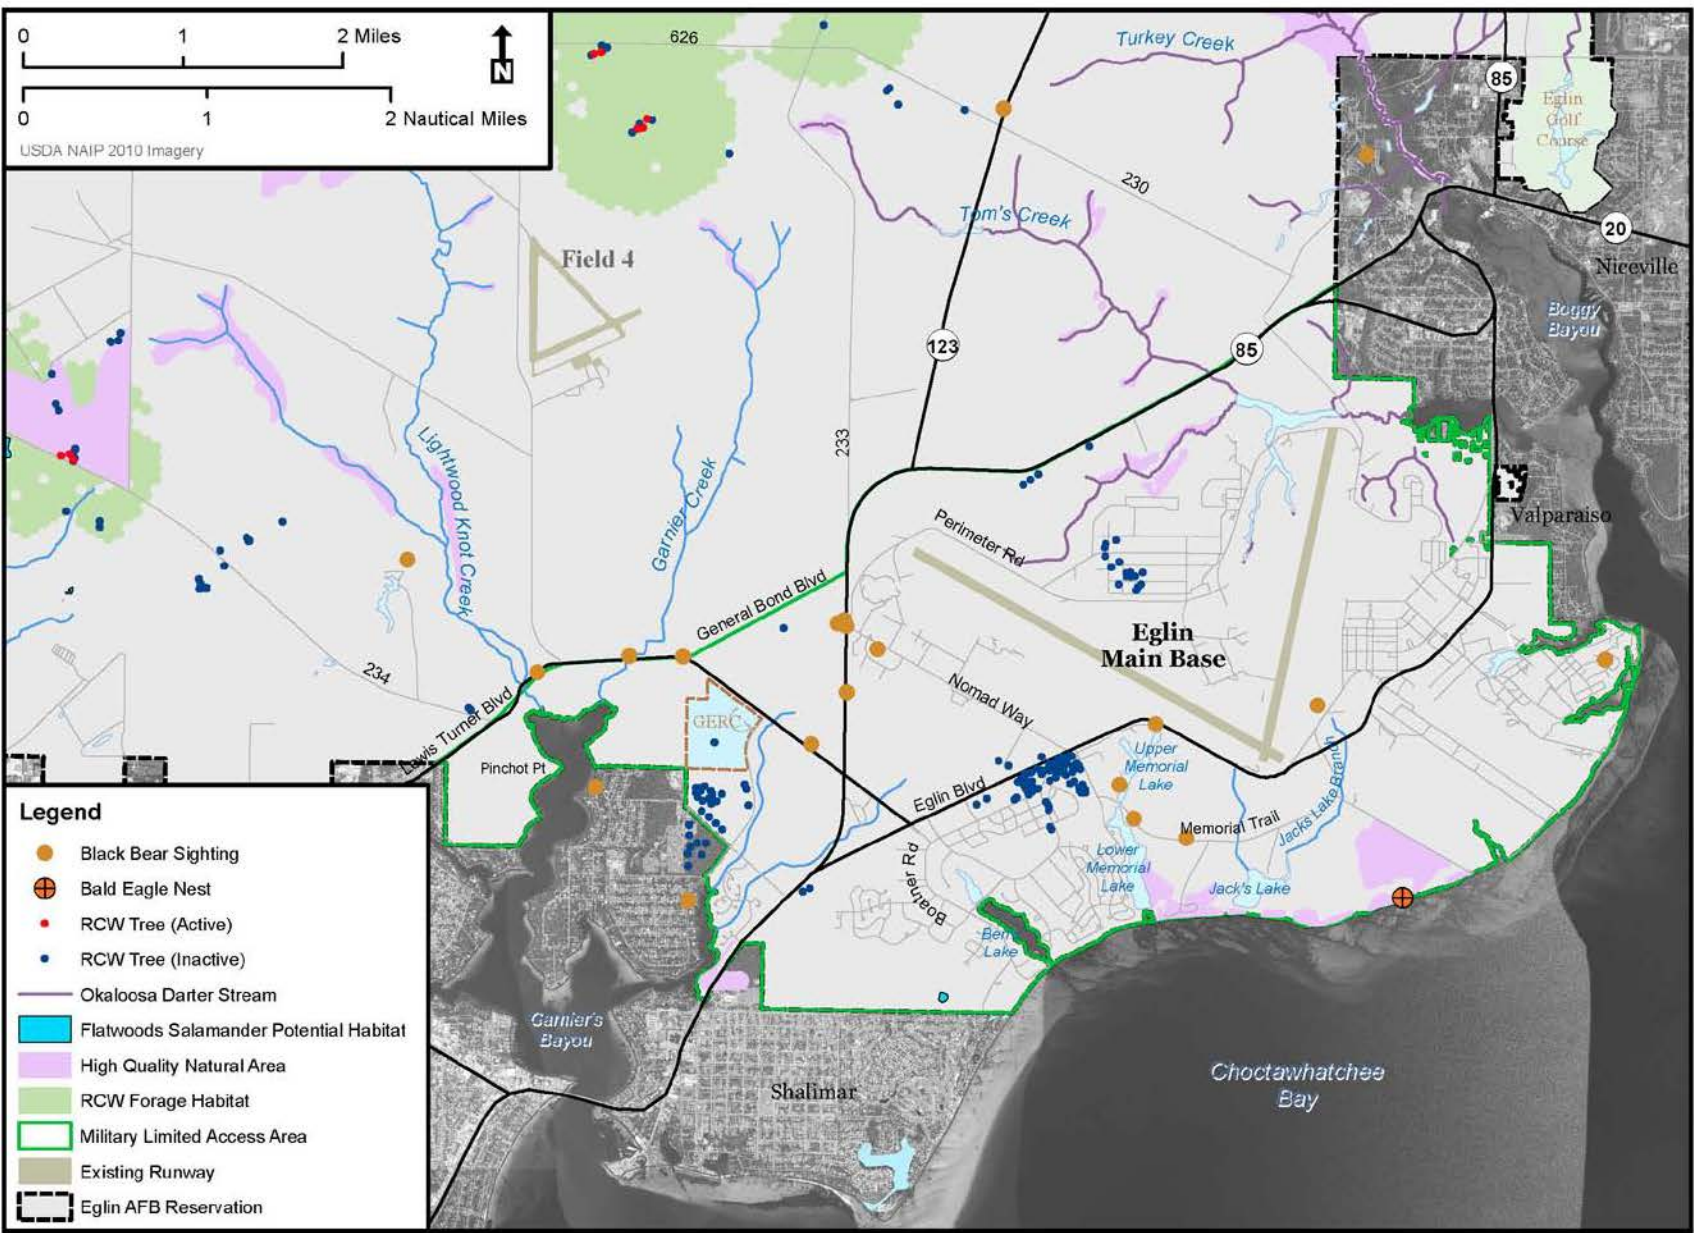 0 1 2 Miles
N
0 1 2 Nautical Miles
USDA NAIP 2010 Imagery
626
Turkey Creek
85
Eglin
Golf
Course
230
Tom's Creek
20
Niceville
Field 4
Boggy
Bayou
123
85
233
Lightwood Knot Creek
Garnier Creek
Perimeter Rd
Valparaiso
General Bond Blvd
Eglin
Main Base
234
Nomad Way
Lewis Turner Blvd
GERC
Pinchot Pt
Upper
Memorial
Lake
Eglin Blvd
Jacks Lake Branch
Memorial Trail
Lower
Memorial
Lake
Boatner Rd
Jack's Lake
Lake
Garnier's
Bayou
Shalimar
Choctawhatchee
Bay
Legend
Black Bear Sighting
Bald Eagle Nest
RCW Tree (Active)
RCW Tree (Inactive)
Okaloosa Darter Stream
Flatwoods Salamander Potential Habitat
High Quality Natural Area
RCW Forage Habitat
Military Limited Access Area
Existing Runway
Eglin AFB Reservation